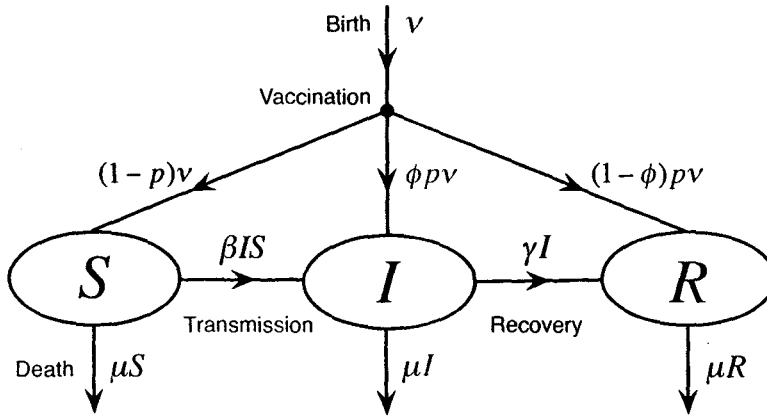 Birth ν
Vaccination
(1 − p)ν
ϕpν
(1 − ϕ)pν
S
βIS
I
γI
R
Transmission
Recovery
Death
μS
μI
μR